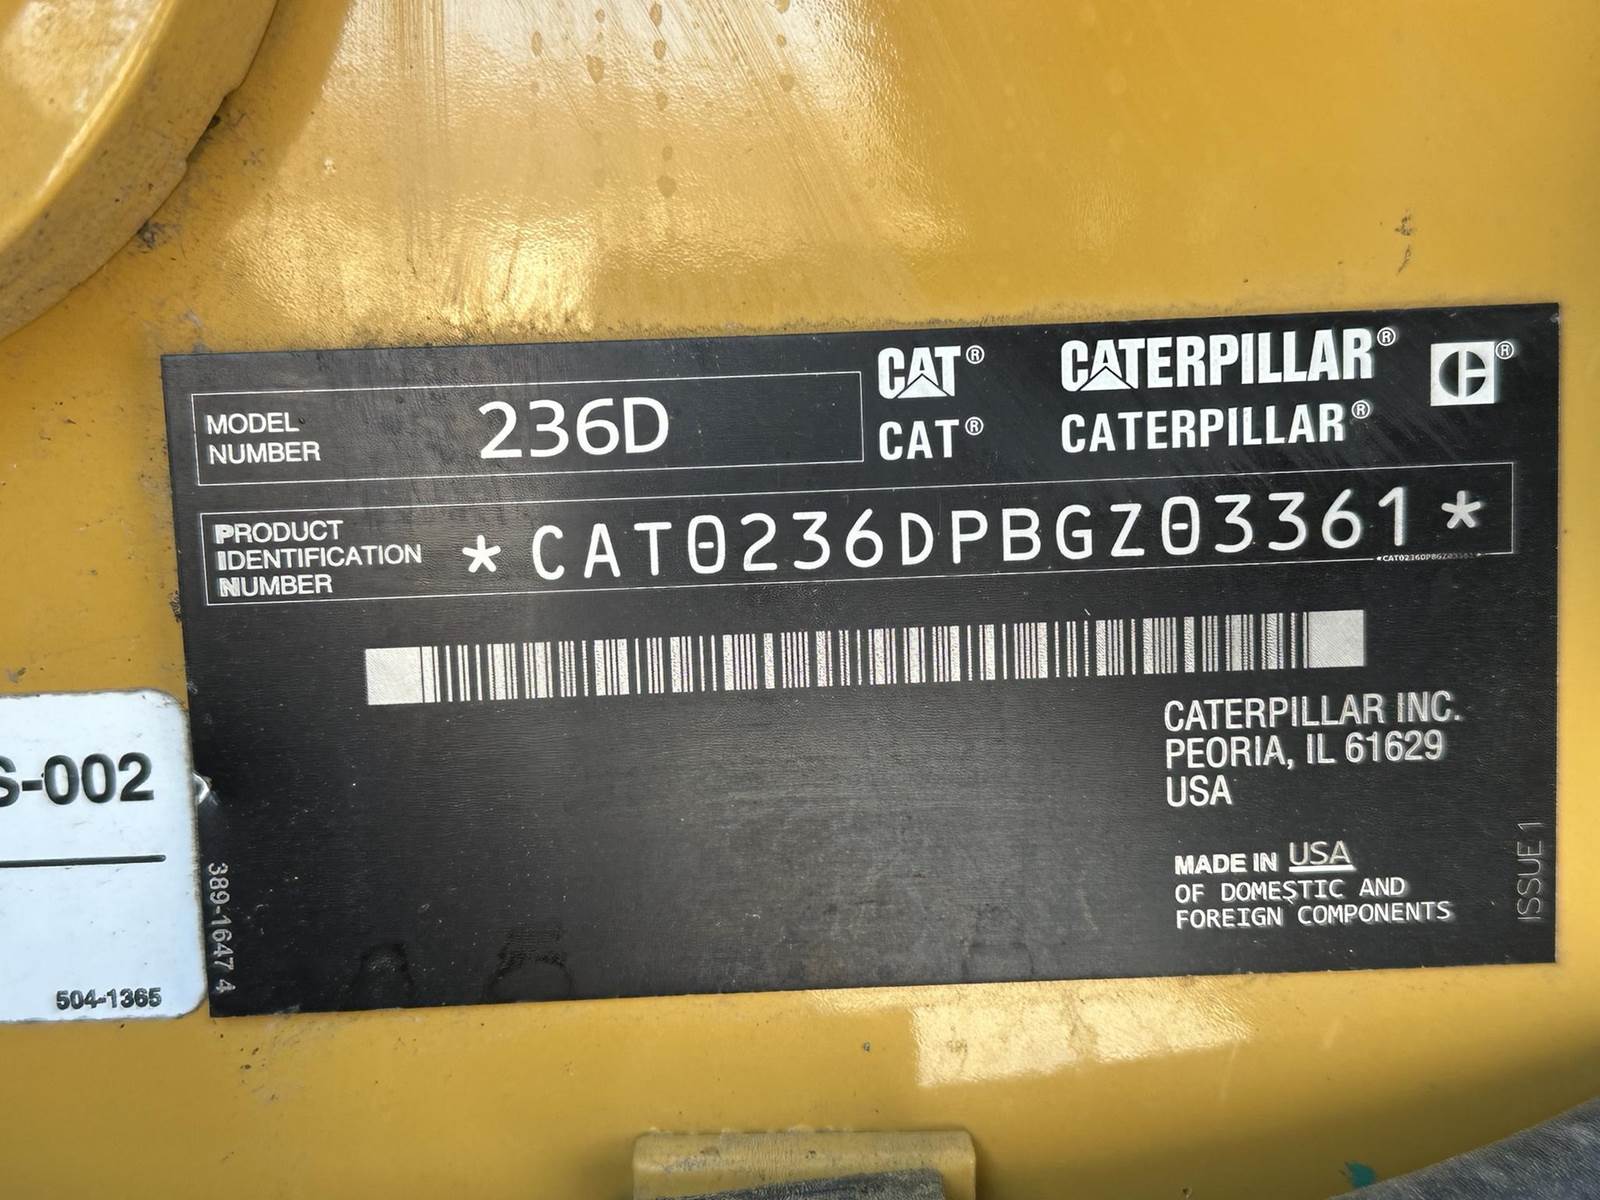 MODEL
NUMBER
236D
CAT® CATERPILLAR® ®
CAT® CATERPILLAR®
PRODUCT
IDENTIFICATION
NUMBER
*CAT0236DPBGZ03361*
*CAT0236DPBGZ03361*
CATERPILLAR INC.
PEORIA, IL 61629
USA
MADE IN USA
OF DOMESTIC AND
FOREIGN COMPONENTS
ISSUE 1
389-1647 4
S-002
504-1365